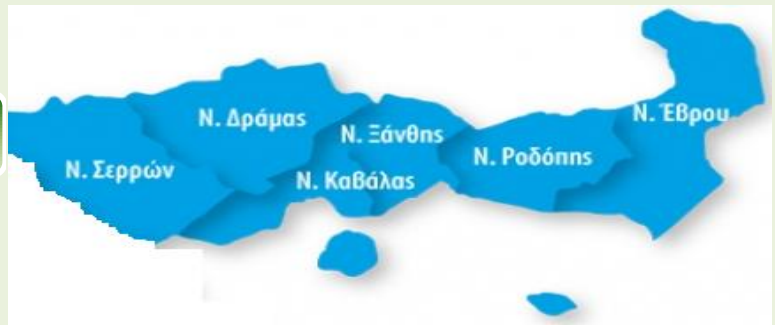 Ν. Δράμας
Ν. Ξάνθης
Ν. Έβρου
Ν. Σερρών
Ν. Καβάλας
Ν. Ροδόπης